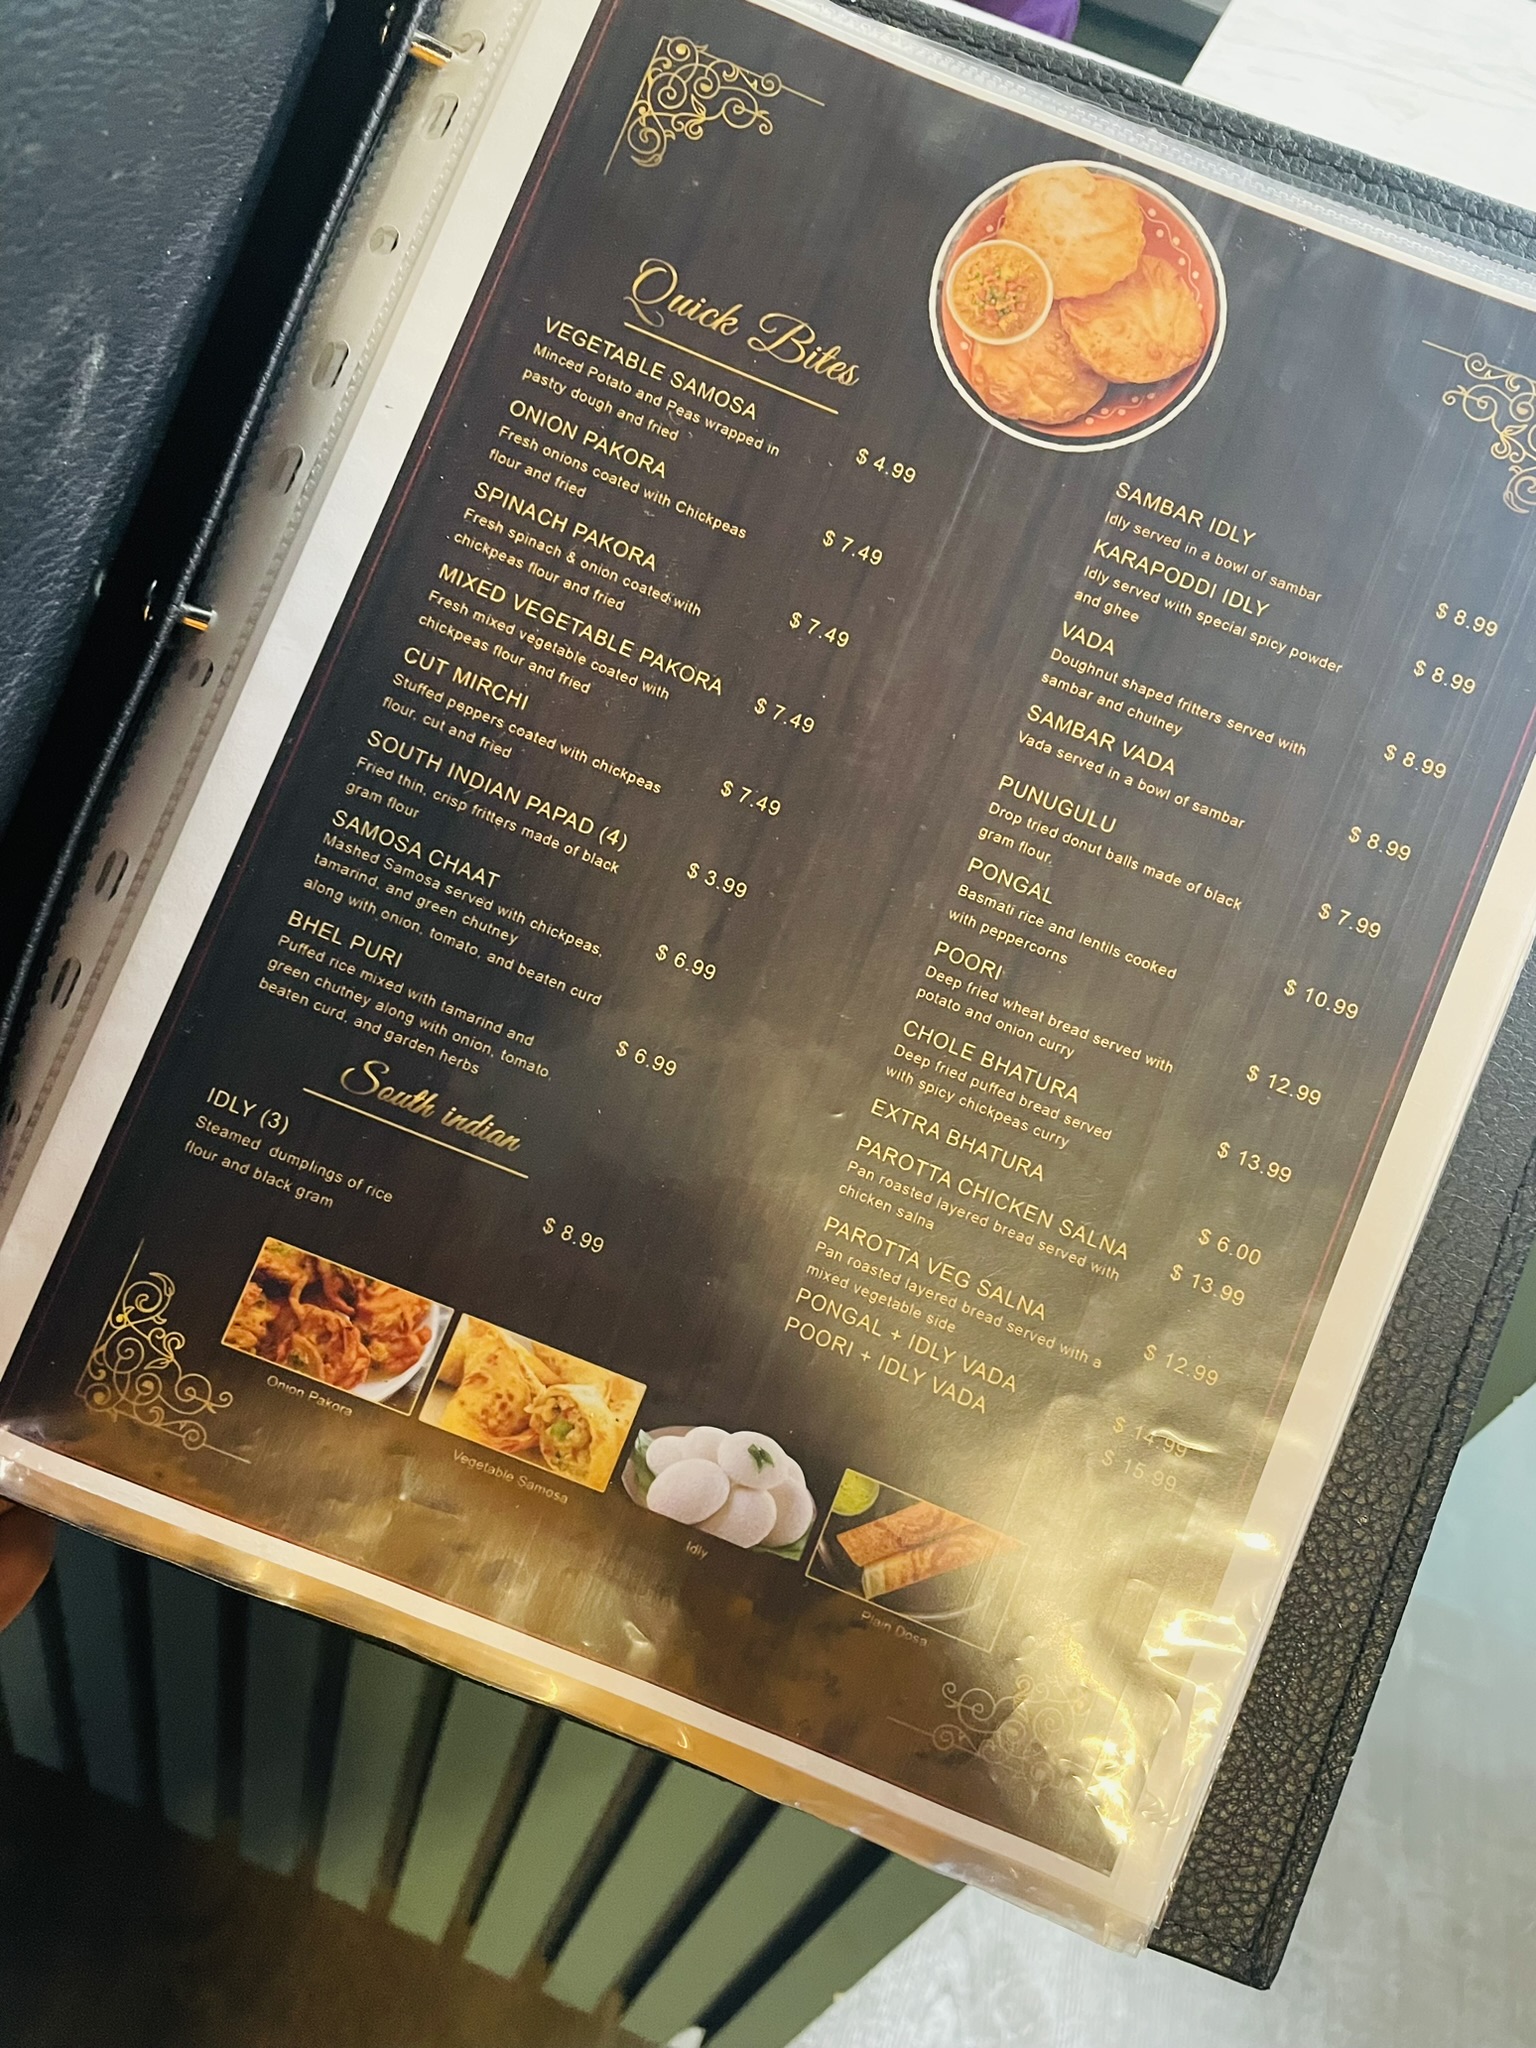 Quick Bites
VEGETABLE SAMOSA
Minced Potato and Peas wrapped in
pastry dough and fried
$ 4.99
ONION PAKORA
Fresh onions coated with Chickpeas
flour and fried
$ 7.49
SPINACH PAKORA
Fresh spinach & onion coated with
chickpeas flour and fried
$ 7.49
MIXED VEGETABLE PAKORA
Fresh mixed vegetable coated with
chickpeas flour and fried
$ 7.49
CUT MIRCHI
Stuffed peppers coated with chickpeas
flour, cut and fried
$ 7.49
SOUTH INDIAN PAPAD (4)
Fried thin, crisp fritters made of black
gram flour
$ 3.99
SAMOSA CHAAT
Mashed Samosa served with chickpeas,
tamarind, and green chutney
along with onion, tomato, and beaten curd
$ 6.99
BHEL PURI
Puffed rice mixed with tamarind and
green chutney along with onion, tomato,
beaten curd, and garden herbs
$ 6.99
South indian
IDLY (3)
Steamed dumplings of rice
flour and black gram
$ 8.99
Onion Pakora
Vegetable Samosa
Idly
Plain Dosa
SAMBAR IDLY
Idly served in a bowl of sambar
$ 8.99
KARAPODDI IDLY
Idly served with special spicy powder
and ghee
$ 8.99
VADA
Doughnut shaped fritters served with
sambar and chutney
$ 8.99
SAMBAR VADA
Vada served in a bowl of sambar
$ 8.99
PUNUGULU
Drop tried donut balls made of black
gram flour.
$ 7.99
PONGAL
Basmati rice and lentils cooked
with peppercorns
$ 10.99
POORI
Deep fried wheat bread served with
potato and onion curry
$ 12.99
CHOLE BHATURA
Deep fried puffed bread served
with spicy chickpeas curry
$ 13.99
EXTRA BHATURA
$ 6.00
PAROTTA CHICKEN SALNA
Pan roasted layered bread served with
chicken salna
$ 13.99
PAROTTA VEG SALNA
Pan roasted layered bread served with a
mixed vegetable side
$ 12.99
PONGAL + IDLY VADA
$ 14.99
POORI + IDLY VADA
$ 15.99